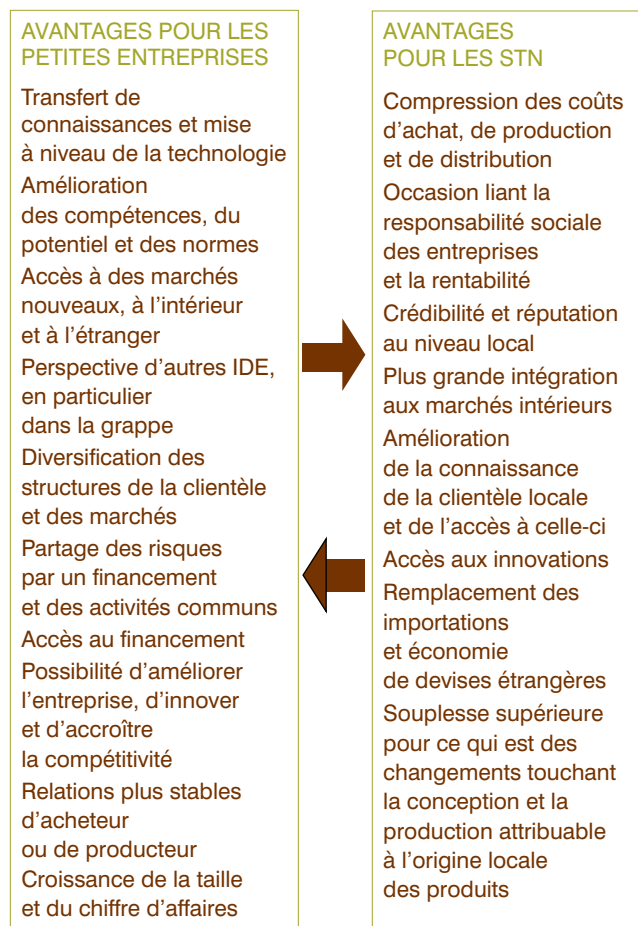 AVANTAGES POUR LES
PETITES ENTREPRISES
Transfert de
connaissances et mise
à niveau de la technologie
Amélioration
des compétences, du
potentiel et des normes
Accès à des marchés
nouveaux, à l'intérieur
et à l'étranger
Perspective d'autres IDE,
en particulier
dans la grappe
Diversification des
structures de la clientèle
et des marchés
Partage des risques
par un financement
et des activités communs
Accès au financement
Possibilité d'améliorer
l'entreprise, d'innover
et d'accroître
la compétitivité
Relations plus stables
d'acheteur
ou de producteur
Croissance de la taille
et du chiffre d'affaires
AVANTAGES
POUR LES STN
Compression des coûts
d'achat, de production
et de distribution
Occasion liant la
responsabilité sociale
des entreprises
et la rentabilité
Crédibilité et réputation
au niveau local
Plus grande intégration
aux marchés intérieurs
Amélioration
de la connaissance
de la clientèle locale
et de l'accès à celle-ci
Accès aux innovations
Remplacement des
importations
et économie
de devises étrangères
Souplesse supérieure
pour ce qui est des
changements touchant
la conception et la
production attribuable
à l'origine locale
des produits